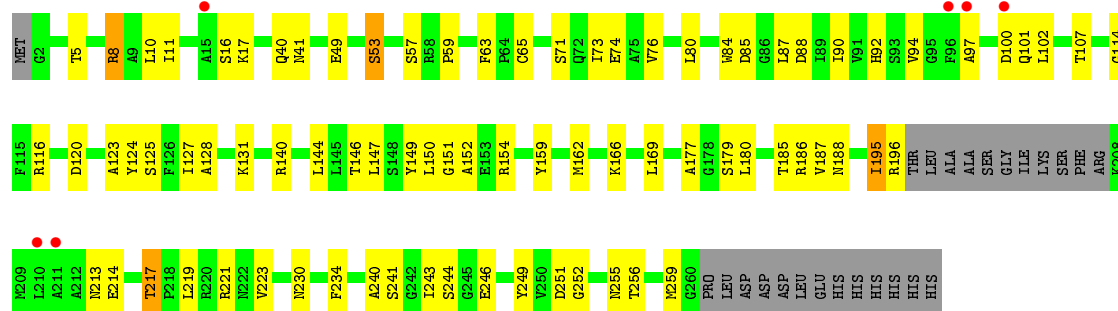 MET G2 T5 R8 A9 L10 I11 A15 S16 K17 Q40 N41 E49 S53 S57 R58 P59 F63 P64 C65 S71 Q72 I73 E74 A75 V76 L80 W84 D85 G86 L87 D88 I89 I90 V91 H92 S93 V94 G95 F96 A97 D100 Q101 L102 T107 G114
F115 R116 D120 A123 Y124 S125 F126 I127 A128 K131 R140 L144 L145 T146 L147 S148 Y149 L150 G151 A152 E153 R154 Y159 M162 K166 L169 A177 G178 S179 L180 T185 R186 V187 N188 I195 R196 THR LEU ALA ALA SER GLY ILE LYS SER PHE ARG K208
M209 L210 A211 A212 N213 E214 T217 P218 L219 R220 R221 N222 V223 N230 F234 A240 S241 G242 I243 S244 G245 E246 Y249 V250 D251 G252 N255 T256 M259 G260 PRO LEU ASP ASP ASP LEU GLU HIS HIS HIS HIS HIS HIS